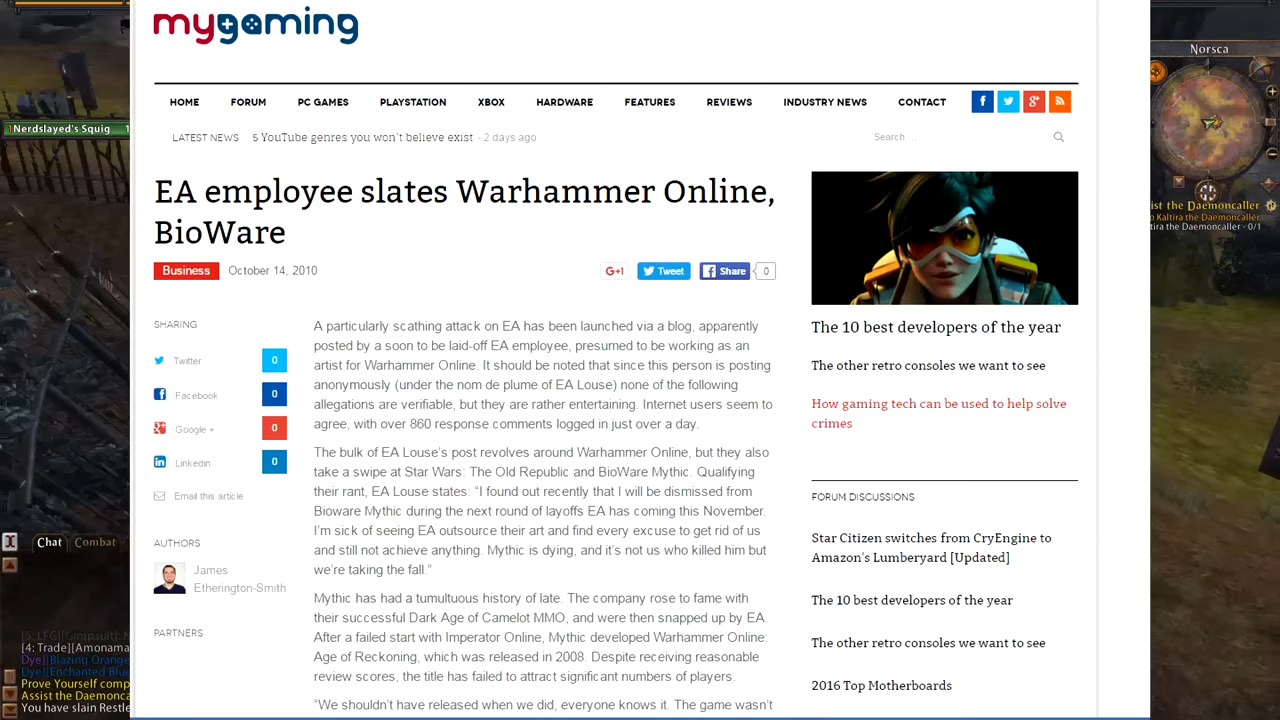 mygaming
Norsca
HOME FORUM PC GAMES PLAYSTATION XBOX HARDWARE FEATURES REVIEWS INDUSTRY NEWS CONTACT
Nerdslayed's Squig
LATEST NEWS 5 YouTube genres you won't believe exist - 2 days ago
Search ...
EA employee slates Warhammer Online,
BioWare
Business October 14, 2010
G+1 Tweet Share 0
SHARING
Twitter 0
Facebook 0
Google + 0
Linkedin 0
Email this article
AUTHORS
James
Etherington-Smith
PARTNERS
A particularly scathing attack on EA has been launched via a blog, apparently
posted by a soon to be laid-off EA employee, presumed to be working as an
artist for Warhammer Online. It should be noted that since this person is posting
anonymously (under the nom de plume of EA Louse) none of the following
allegations are verifiable, but they are rather entertaining. Internet users seem to
agree, with over 860 response comments logged in just over a day.
The bulk of EA Louse's post revolves around Warhammer Online, but they also
take a swipe at Star Wars: The Old Republic and BioWare Mythic. Qualifying
their rant, EA Louse states: “I found out recently that I will be dismissed from
Bioware Mythic during the next round of layoffs EA has coming this November.
I'm sick of seeing EA outsource their art and find every excuse to get rid of us
and still not achieve anything. Mythic is dying, and it's not us who killed him but
we're taking the fall.”
Mythic has had a tumultuous history of late. The company rose to fame with
their successful Dark Age of Camelot MMO, and were then snapped up by EA.
After a failed start with Imperator Online, Mythic developed Warhammer Online:
Age of Reckoning, which was released in 2008. Despite receiving reasonable
review scores, the title has failed to attract significant numbers of players.
“We shouldn't have released when we did, everyone knows it. The game wasn't
The 10 best developers of the year
The other retro consoles we want to see
How gaming tech can be used to help solve
crimes
FORUM DISCUSSIONS
Star Citizen switches from CryEngine to
Amazon's Lumberyard [Updated]
The 10 best developers of the year
The other retro consoles we want to see
2016 Top Motherboards
ist the Daemoncaller
o Kaltira the Daemoncaller
tira the Daemoncaller - 0/1
Chat Combat
[5: LFG][Gimpsuit]:
[4: Trade][Amonama
Dye][Blazing Orange
Dye][Enchanted Blu
Prove Yourself comp
Assist the Daemonca
You have slain Restle